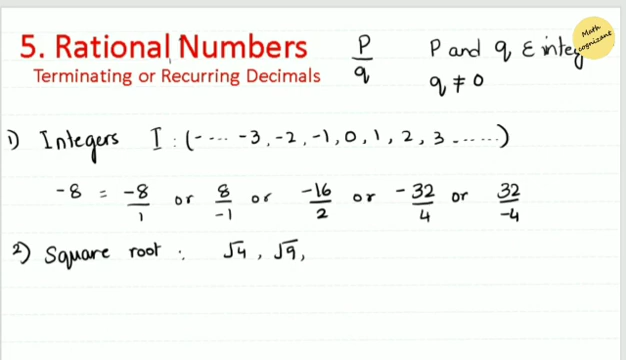 5. Rational Numbers
Terminating or Recurring Decimals
P/q
P and q ε integ
q ≠ 0
Math cognizant
1) Integers I : (- ---- -3, -2, -1, 0, 1, 2, 3 -------)
-8 = -8/1 or 8/-1 or -16/2 or -32/4 or 32/-4
2) Square root : √4, √9,